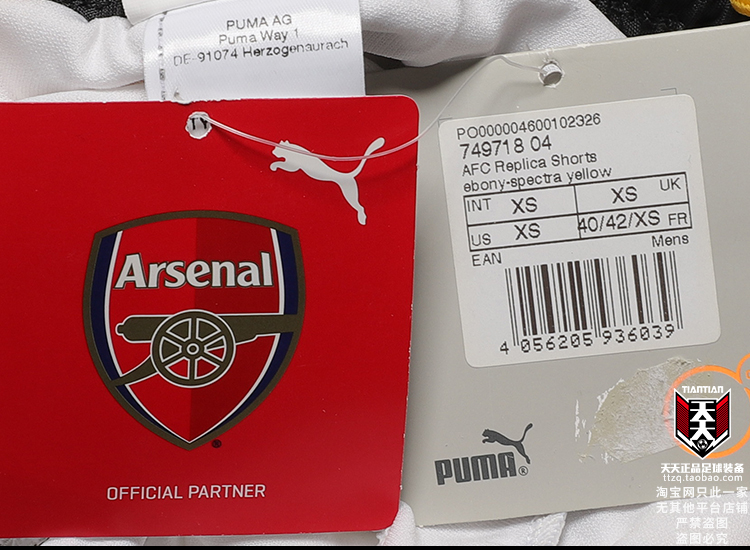 PUMA AG
Puma Way 1
DE-91074 Herzogenaurach
PO000004600102326
749718 04
AFC Replica Shorts
ebony-spectra yellow
INT XS XS UK
US XS 40/42/XS FR
EAN Mens
4 056205 936039
Arsenal
®
OFFICIAL PARTNER
PUMA®
TIANTIAN
天天
天天正品足球装备
ttzq.taobao.com
淘宝网只此一家
无其他平台店铺
严禁盗图
盗图必究